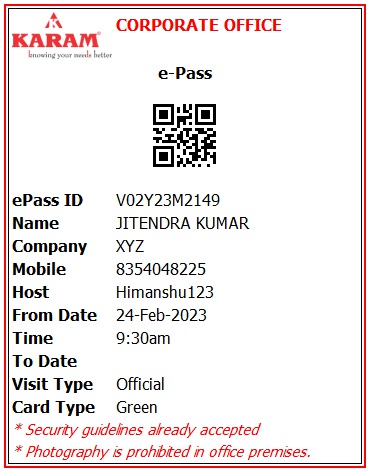 CORPORATE OFFICE
KARAM®
knowing your needs better
e-Pass
ePass ID V02Y23M2149
Name JITENDRA KUMAR
Company XYZ
Mobile 8354048225
Host Himanshu123
From Date 24-Feb-2023
Time 9:30am
To Date
Visit Type Official
Card Type Green
* Security guidelines already accepted
* Photography is prohibited in office premises.